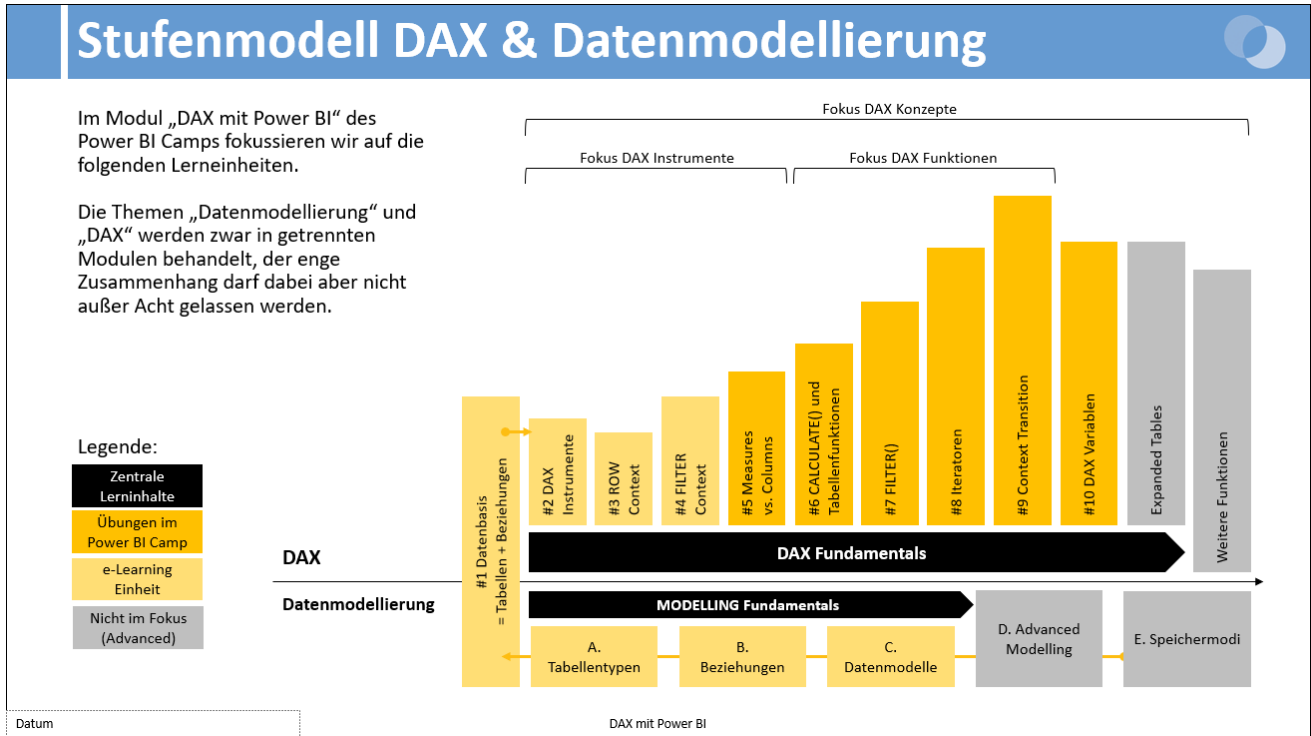 Stufenmodell DAX & Datenmodellierung
Im Modul „DAX mit Power BI“ des
Power BI Camps fokussieren wir auf die
folgenden Lerneinheiten.
Die Themen „Datenmodellierung“ und
„DAX“ werden zwar in getrennten
Modulen behandelt, der enge
Zusammenhang darf dabei aber nicht
außer Acht gelassen werden.
Fokus DAX Konzepte
Fokus DAX Instrumente
Fokus DAX Funktionen
Legende:
Zentrale
Lerninhalte
Übungen im
Power BI Camp
e-Learning
Einheit
Nicht im Fokus
(Advanced)
#1 Datenbasis
= Tabellen + Beziehungen
#2 DAX
Instrumente
#3 ROW
Context
#4 FILTER
Context
#5 Measures
vs. Columns
#6 CALCULATE() und
Tabellenfunktionen
#7 FILTER()
#8 Iteratoren
#9 Context Transition
#10 DAX Variablen
Expanded Tables
Weitere Funktionen
DAX
DAX Fundamentals
Datenmodellierung
MODELLING Fundamentals
A.
Tabellentypen
B.
Beziehungen
C.
Datenmodelle
D. Advanced
Modelling
E. Speichermodi
Datum
DAX mit Power BI